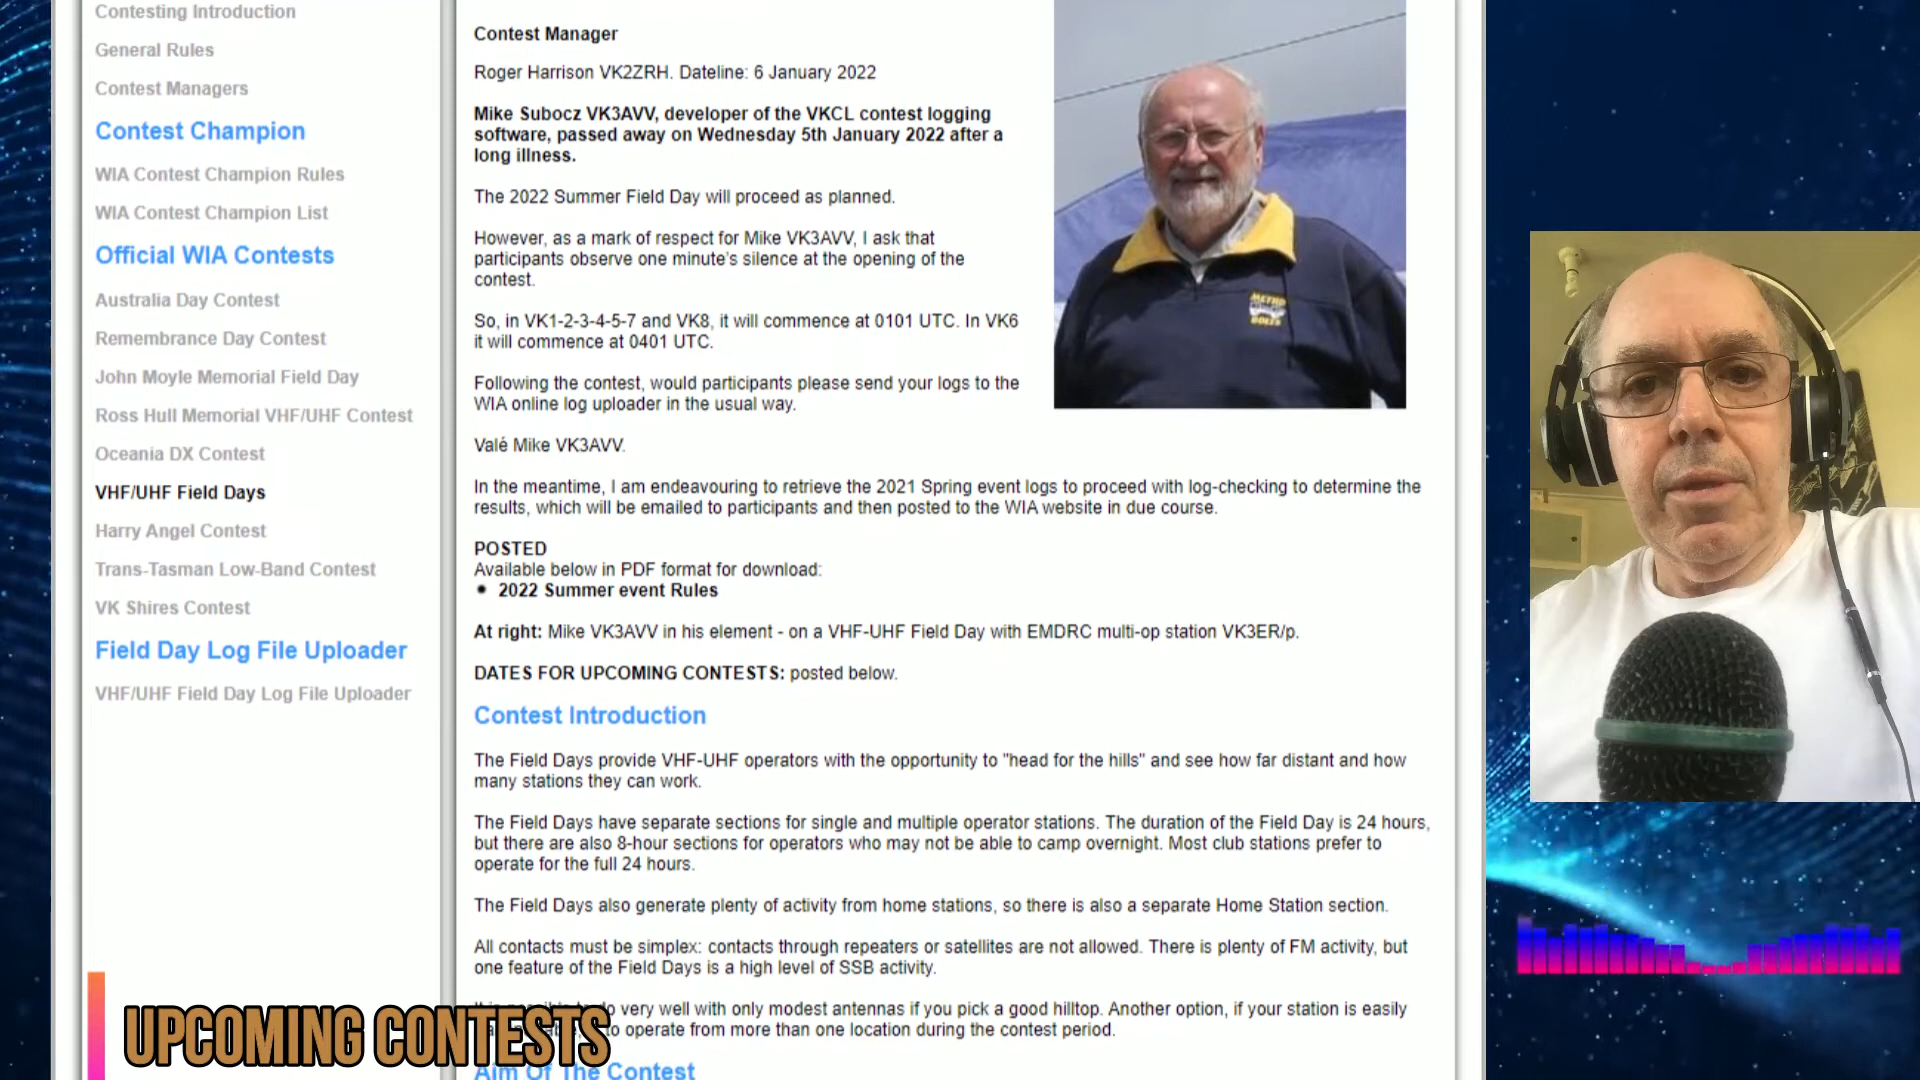 Contesting Introduction
General Rules
Contest Managers
Contest Champion
WIA Contest Champion Rules
WIA Contest Champion List
Official WIA Contests
Australia Day Contest
Remembrance Day Contest
John Moyle Memorial Field Day
Ross Hull Memorial VHF/UHF Contest
Oceania DX Contest
VHF/UHF Field Days
Harry Angel Contest
Trans-Tasman Low-Band Contest
VK Shires Contest
Field Day Log File Uploader
VHF/UHF Field Day Log File Uploader
Contest Manager
Roger Harrison VK2ZRH. Dateline: 6 January 2022
Mike Subocz VK3AVV, developer of the VKCL contest logging
software, passed away on Wednesday 5th January 2022 after a
long illness.
The 2022 Summer Field Day will proceed as planned.
However, as a mark of respect for Mike VK3AVV, I ask that
participants observe one minute's silence at the opening of the
contest.
So, in VK1-2-3-4-5-7 and VK8, it will commence at 0101 UTC. In VK6
it will commence at 0401 UTC.
Following the contest, would participants please send your logs to the
WIA online log uploader in the usual way.
Valé Mike VK3AVV.
In the meantime, I am endeavouring to retrieve the 2021 Spring event logs to proceed with log-checking to determine the
results, which will be emailed to participants and then posted to the WIA website in due course.
POSTED
Available below in PDF format for download:
• 2022 Summer event Rules
At right: Mike VK3AVV in his element - on a VHF-UHF Field Day with EMDRC multi-op station VK3ER/p.
DATES FOR UPCOMING CONTESTS: posted below.
Contest Introduction
The Field Days provide VHF-UHF operators with the opportunity to "head for the hills" and see how far distant and how
many stations they can work.
The Field Days have separate sections for single and multiple operator stations. The duration of the Field Day is 24 hours,
but there are also 8-hour sections for operators who may not be able to camp overnight. Most club stations prefer to
operate for the full 24 hours.
The Field Days also generate plenty of activity from home stations, so there is also a separate Home Station section.
All contacts must be simplex: contacts through repeaters or satellites are not allowed. There is plenty of FM activity, but
one feature of the Field Days is a high level of SSB activity.
very well with only modest antennas if you pick a good hilltop. Another option, if your station is easily
to operate from more than one location during the contest period.
Aim Of The Contest
METRO
BOLTS
UPCOMING CONTESTS